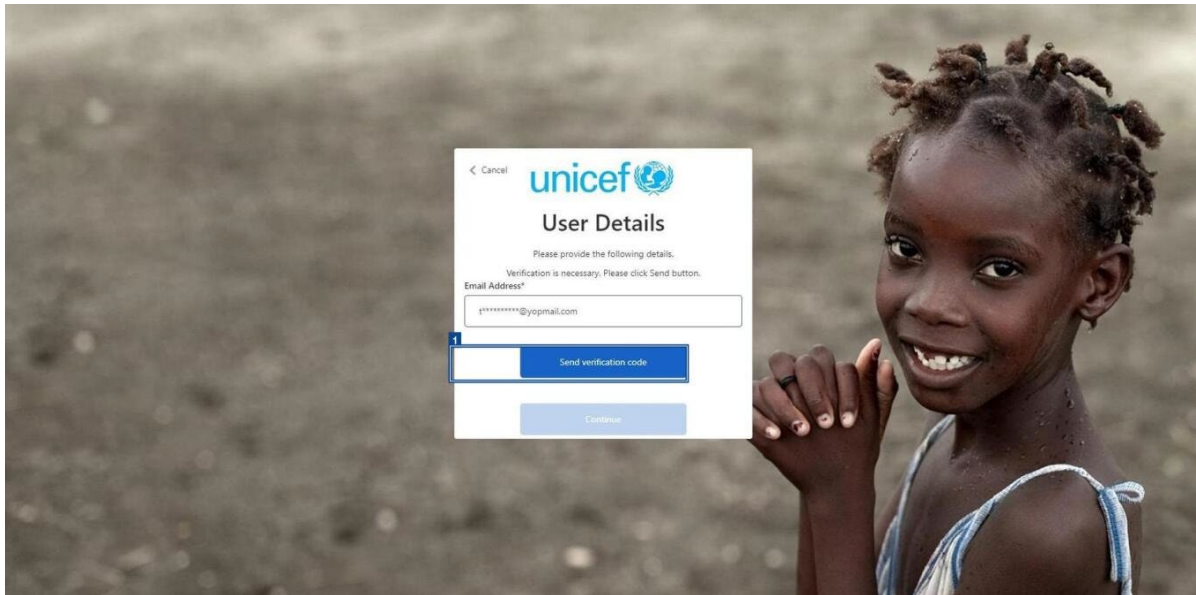 < Cancel
unicef
User Details
Please provide the following details.
Verification is necessary. Please click Send button.
Email Address*
t**********@yopmail.com
1
Send verification code
Continue